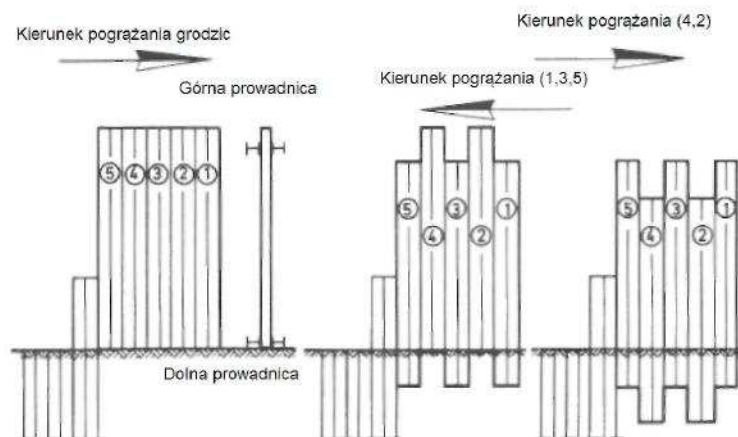 Kierunek pogrążania grodzic
Kierunek pogrążania (4,2)
Kierunek pogrążania (1,3,5)
Górna prowadnica
5 4 3 2 1
5 4 3 2 1
5 4 3 2 1
Dolna prowadnica